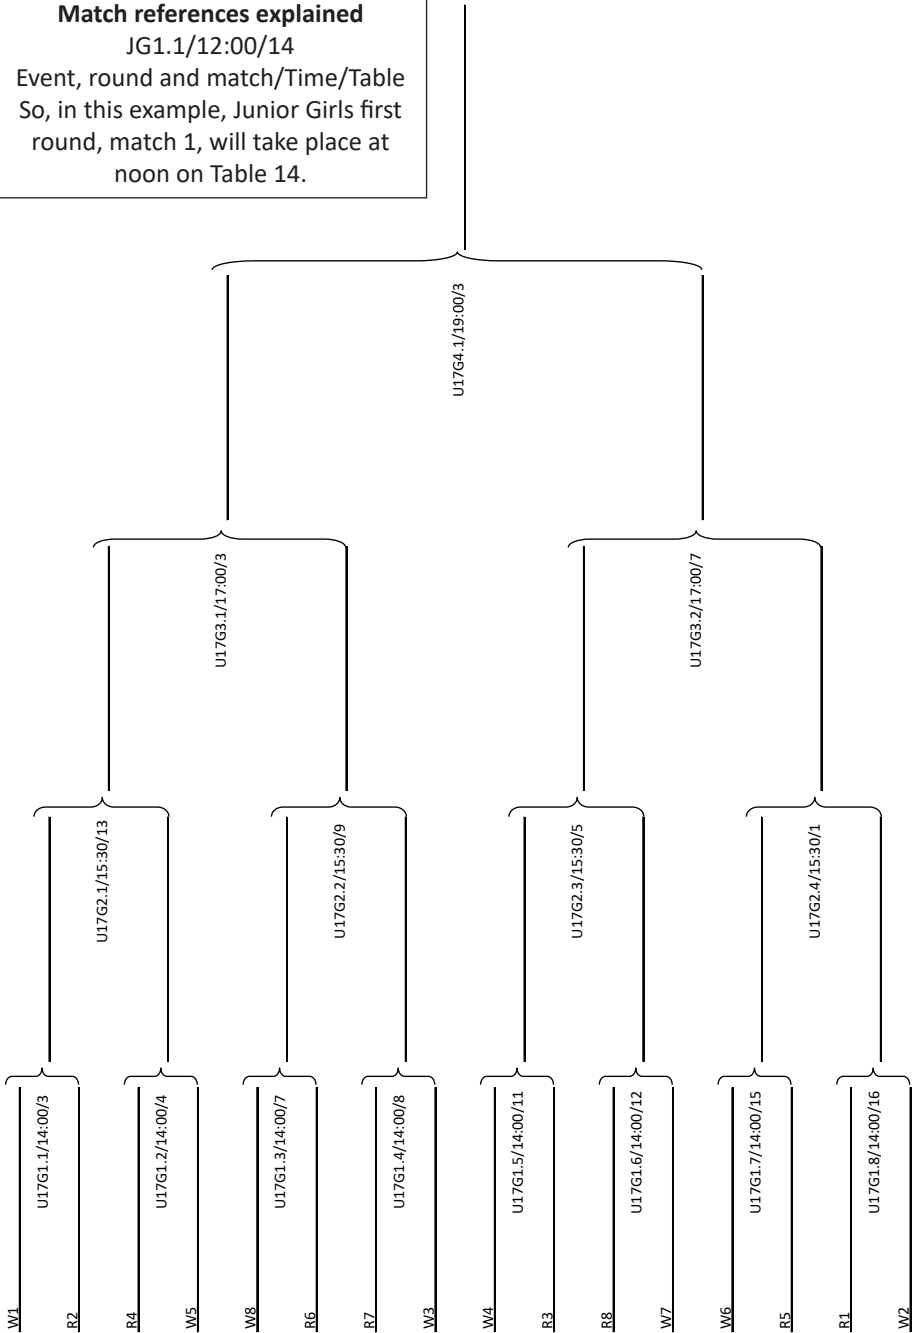 Match references explained
JG1.1/12:00/14
Event, round and match/Time/Table
So, in this example, Junior Girls first
round, match 1, will take place at
noon on Table 14.
U17G4.1/19:00/3
U17G3.1/17:00/3
U17G3.2/17:00/7
U17G2.1/15:30/13
U17G2.2/15:30/9
U17G2.3/15:30/5
U17G2.4/15:30/1
U17G1.1/14:00/3
U17G1.2/14:00/4
U17G1.3/14:00/7
U17G1.4/14:00/8
U17G1.5/14:00/11
U17G1.6/14:00/12
U17G1.7/14:00/15
U17G1.8/14:00/16
W1
R2
R4
W5
W8
R6
R7
W3
W4
R3
R8
W7
W6
R5
R1
W2